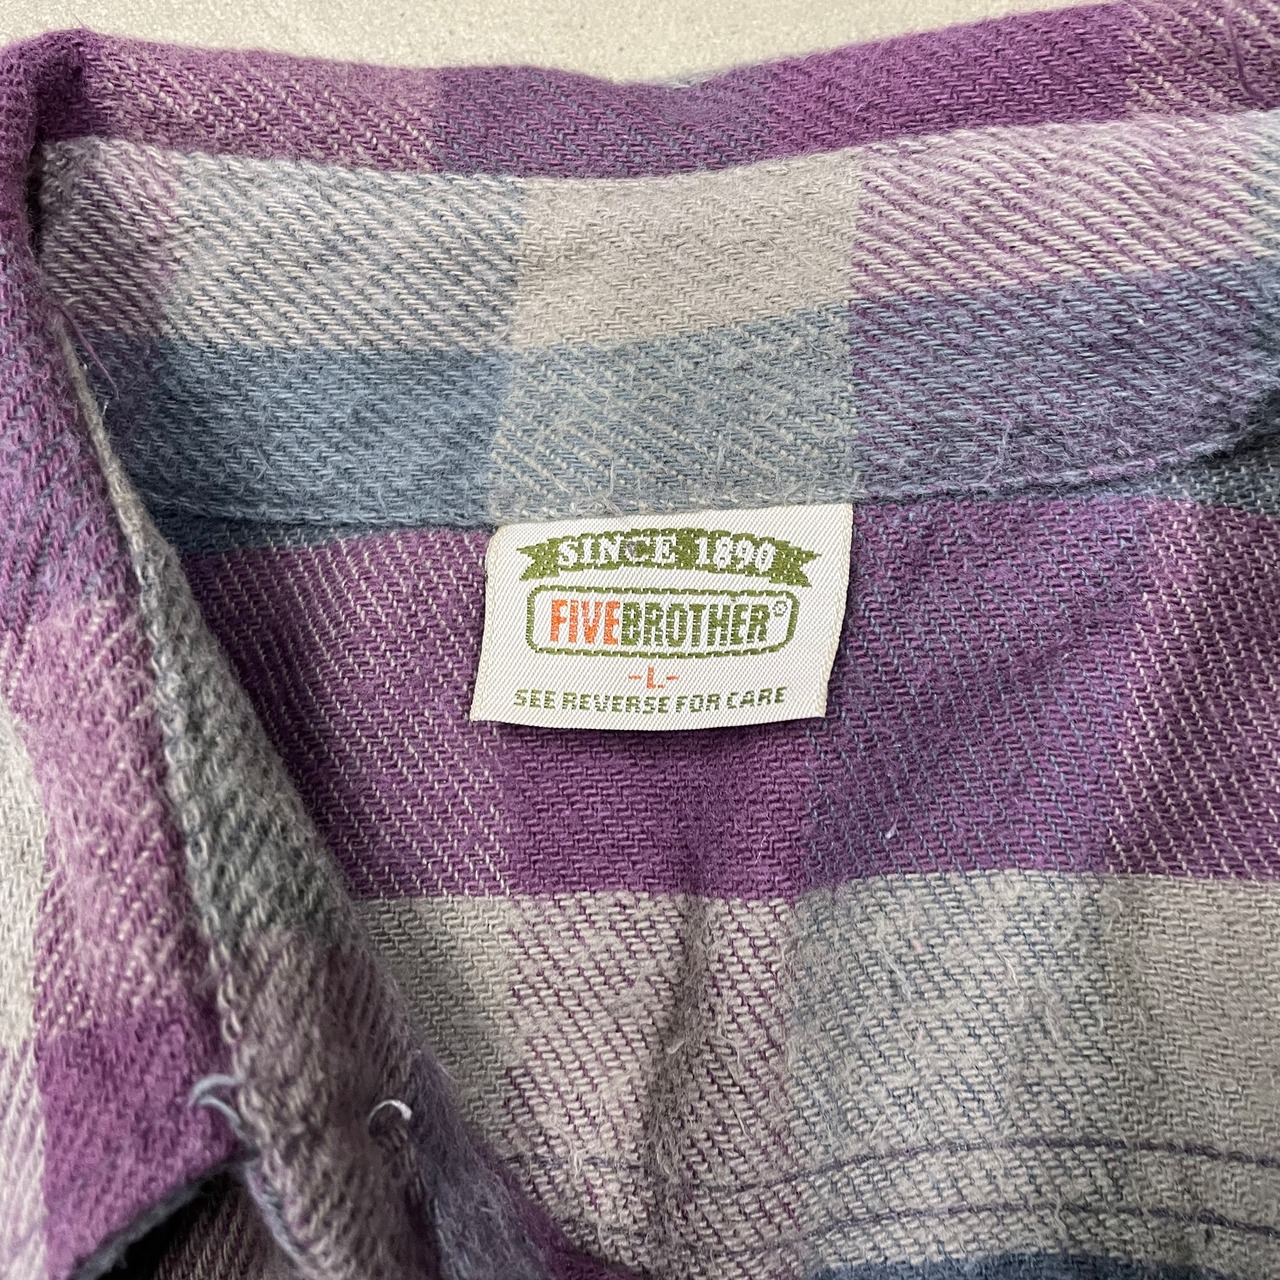 SINCE 1890
FIVEBROTHER®
-L-
SEE REVERSE FOR CARE